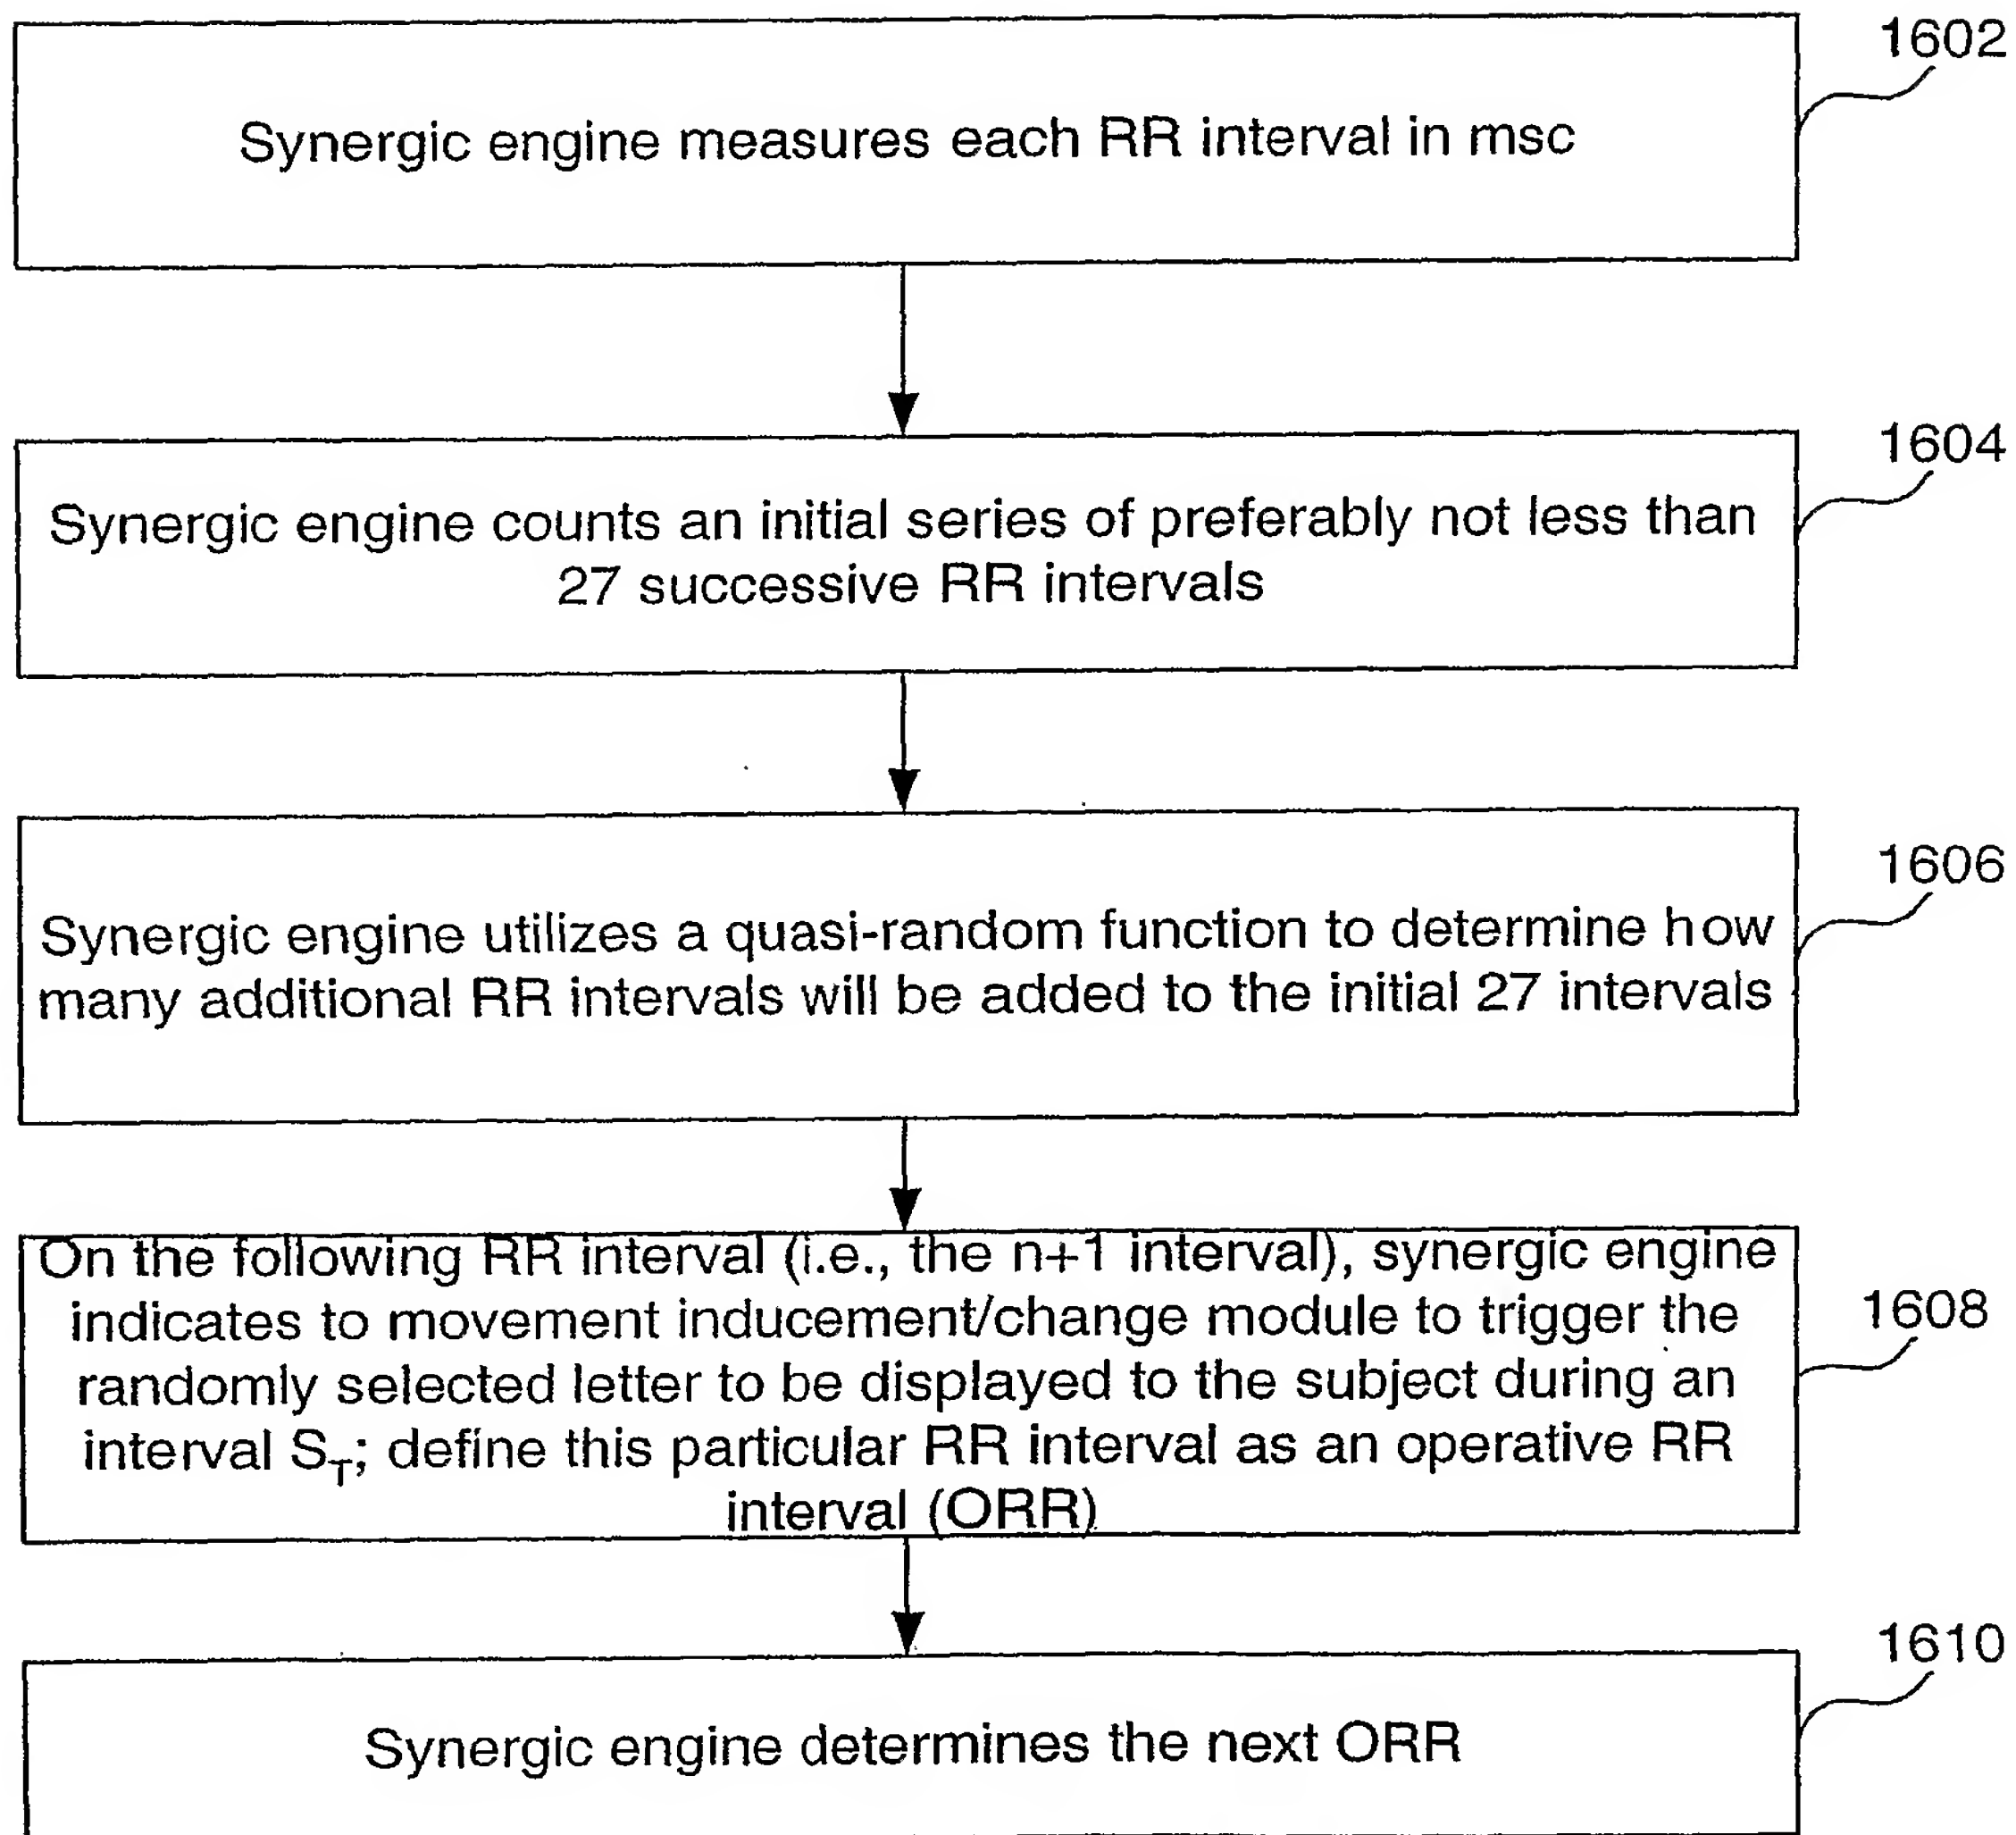 1602
Synergic engine measures each RR interval in msc
1604
Synergic engine counts an initial series of preferably not less than
27 successive RR intervals
1606
Synergic engine utilizes a quasi-random function to determine how
many additional RR intervals will be added to the initial 27 intervals
On the following RR interval (i.e., the n+1 interval), synergic engine
indicates to movement inducement/change module to trigger the
randomly selected letter to be displayed to the subject during an
interval S_T; define this particular RR interval as an operative RR
interval (ORR)
1608
1610
Synergic engine determines the next ORR